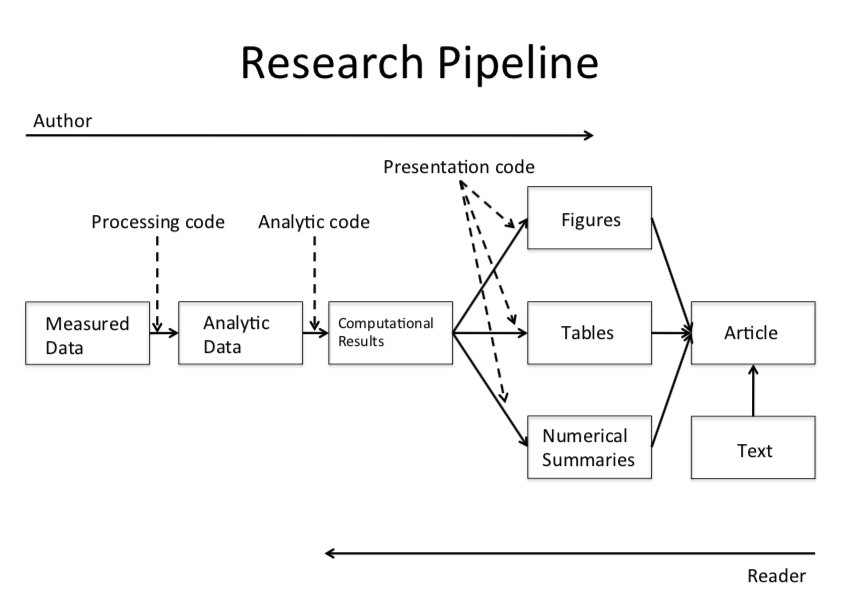 Research Pipeline
Author
Presentation code
Processing code
Analytic code
Figures
Measured
Data
Analytic
Data
Computational
Results
Tables
Article
Numerical
Summaries
Text
Reader